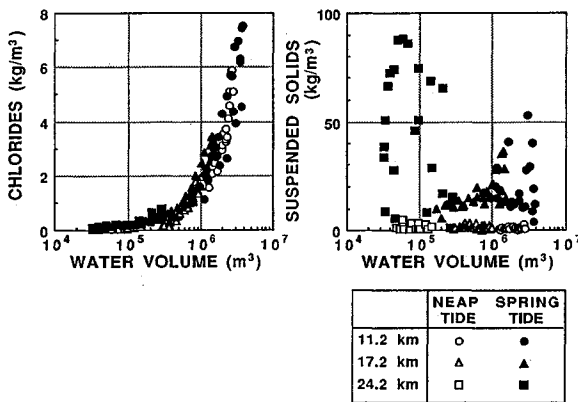 CHLORIDES (kg/m³)
8
6
4
2
0
10⁴ 10⁵ 10⁶ 10⁷
WATER VOLUME (m³)
SUSPENDED SOLIDS (kg/m³)
100
50
0
10⁴ 10⁵ 10⁶ 10⁷
WATER VOLUME (m³)
NEAP TIDE SPRING TIDE
11.2 km
17.2 km
24.2 km